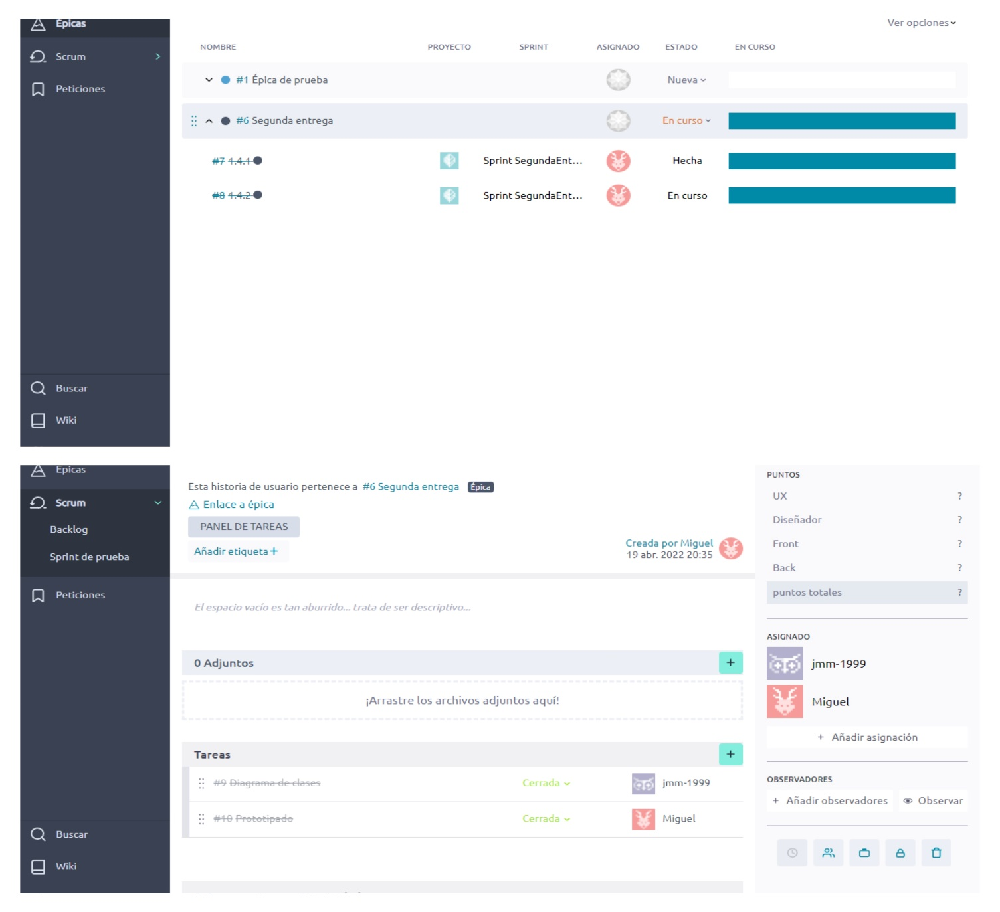 Épicas
Scrum
Peticiones
Buscar
Wiki
Ver opciones
NOMBRE PROYECTO SPRINT ASIGNADO ESTADO EN CURSO
#1 Épica de prueba Nueva
#6 Segunda entrega En curso
#7 1.4.1 Sprint SegundaEnt... Hecha
#8 1.4.2 Sprint SegundaEnt... En curso
Épicas
Scrum
Backlog
Sprint de prueba
Peticiones
Buscar
Wiki
Esta historia de usuario pertenece a #6 Segunda entrega Épica
Enlace a épica
PANEL DE TAREAS
Añadir etiqueta+
Creada por Miguel
19 abr. 2022 20:35
El espacio vacío es tan aburrido... trata de ser descriptivo...
0 Adjuntos +
¡Arrastre los archivos adjuntos aquí!
Tareas +
#9 Diagrama de clases Cerrada jmm-1999
#10 Prototipado Cerrada Miguel
PUNTOS
UX ?
Diseñador ?
Front ?
Back ?
puntos totales ?
ASIGNADO
jmm-1999
Miguel
+ Añadir asignación
OBSERVADORES
+ Añadir observadores Observar